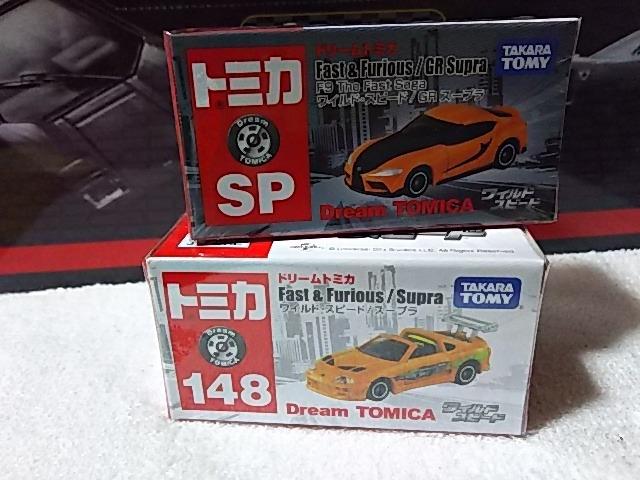 トミカ
Dream
TOMICA
SP
ドリームトミカ
Fast & Furious / GR Supra
F9 The Fast Saga
ワイルド・スピード / GR スープラ
TAKARA
TOMY
ワイルド
スピード
Dream TOMICA
トミカ
Dream
TOMICA
148
ドリームトミカ
Fast & Furious / Supra
ワイルド・スピード / スープラ
TAKARA
TOMY
ワイルド
スピード
Dream TOMICA